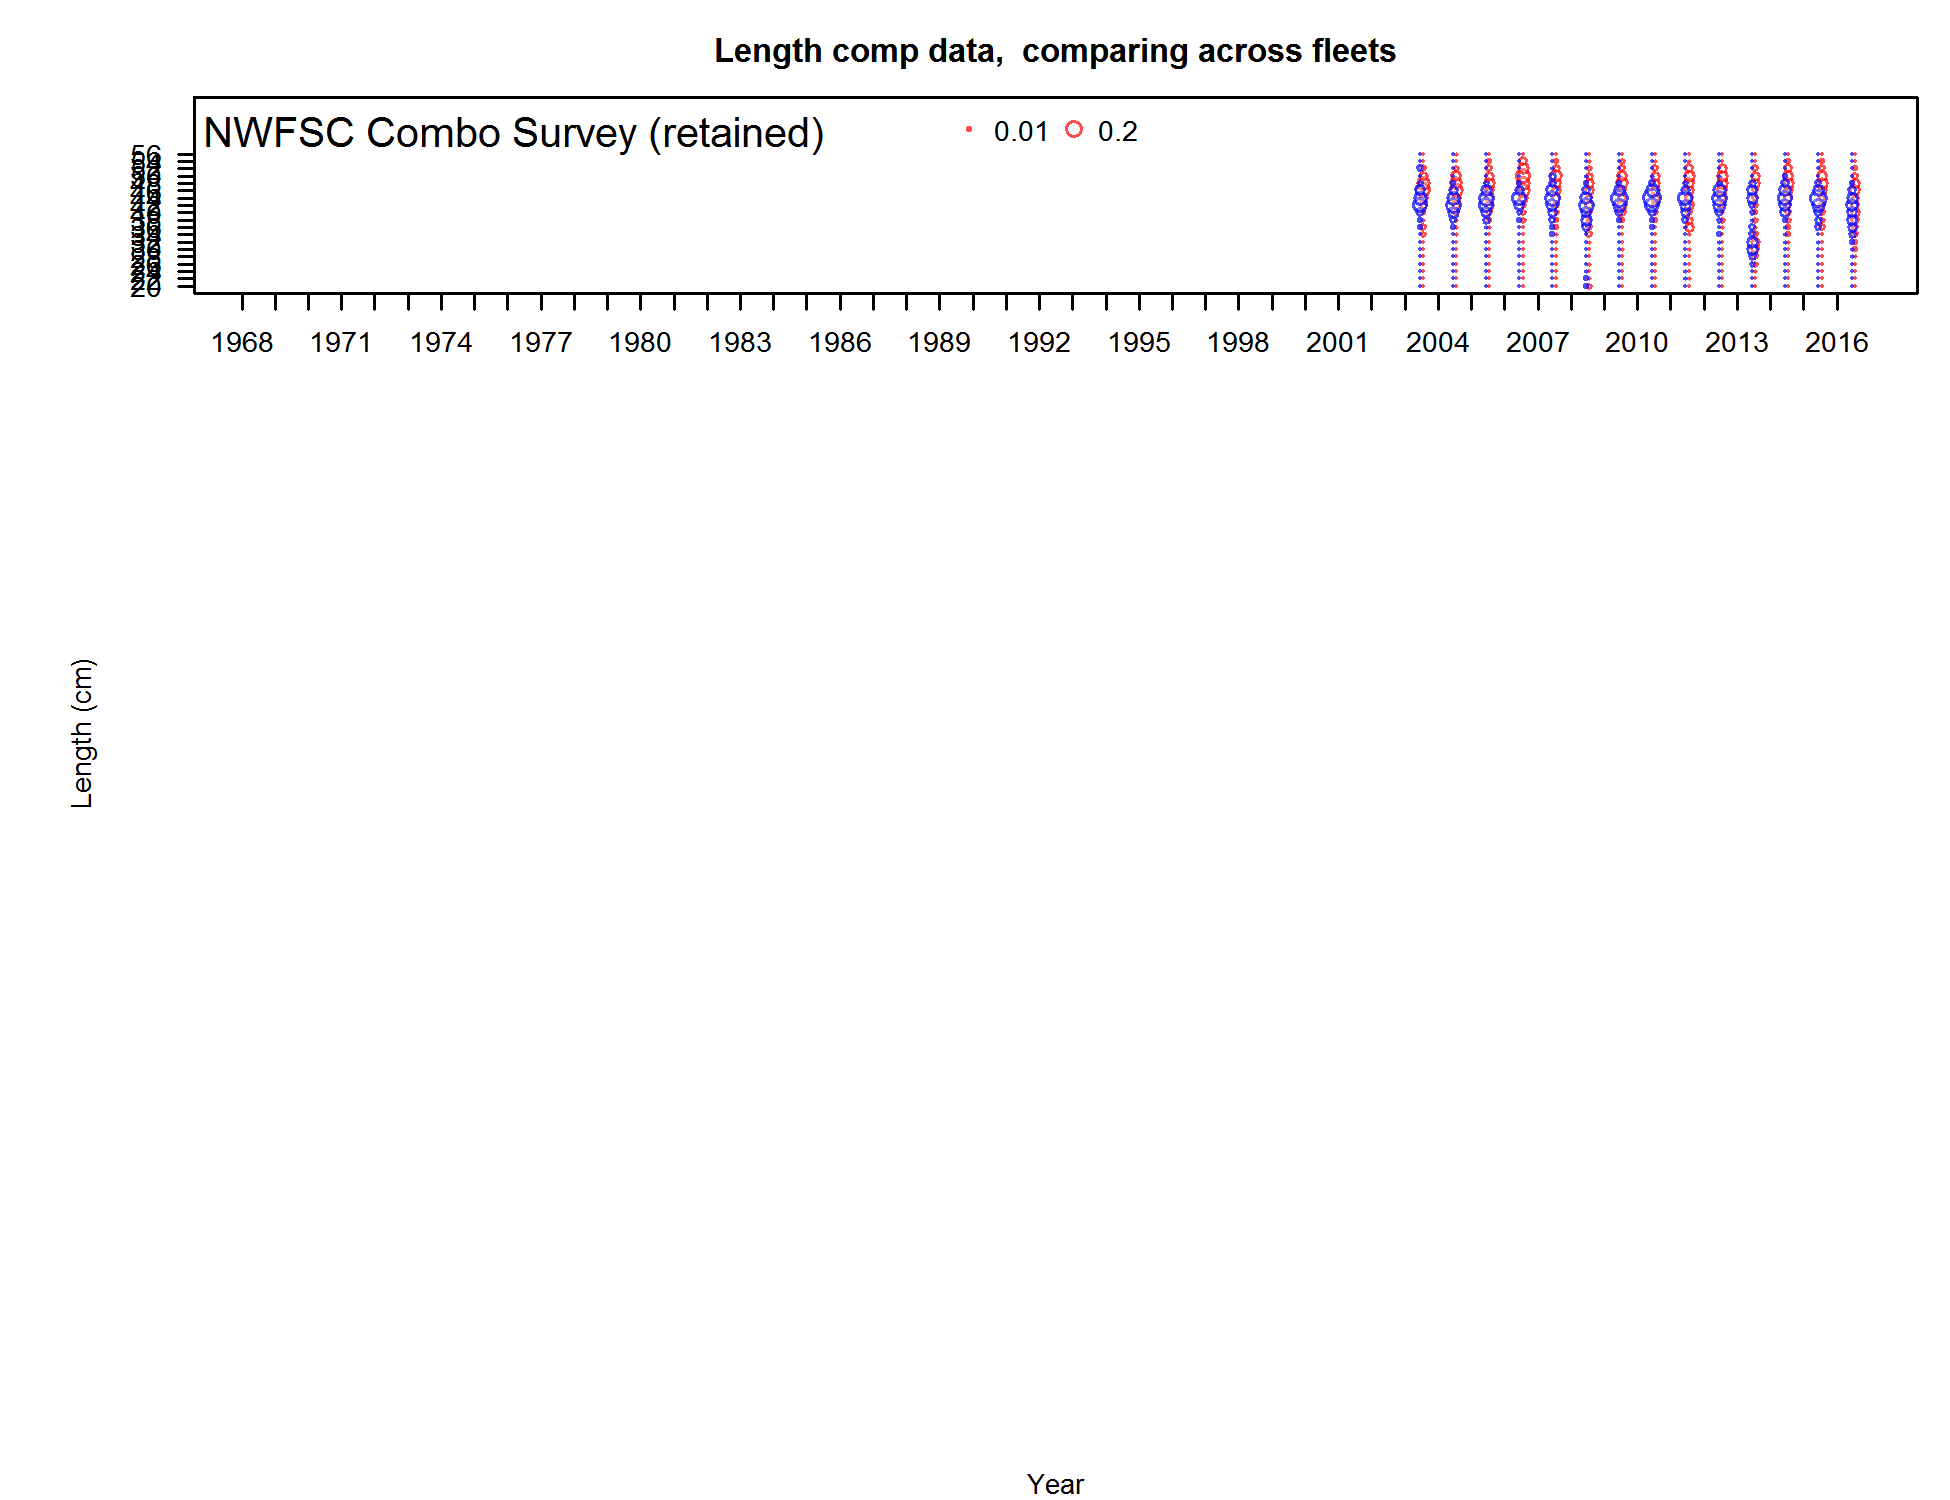 Length comp data, comparing across fleets
NWFSC Combo Survey (retained) 0.01 0.2
56
20
1968 1971 1974 1977 1980 1983 1986 1989 1992 1995 1998 2001 2004 2007 2010 2013 2016
Length (cm)
Year